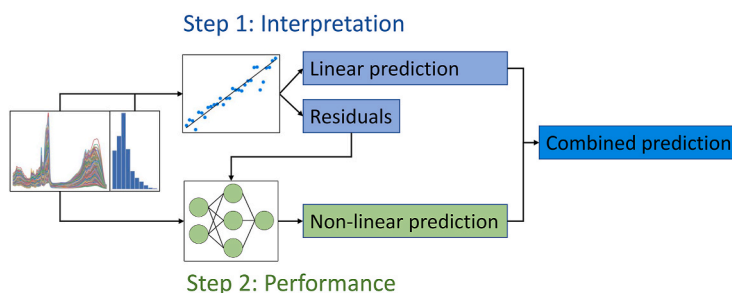 Step 1: Interpretation
Linear prediction
Residuals
Combined prediction
Non-linear prediction
Step 2: Performance